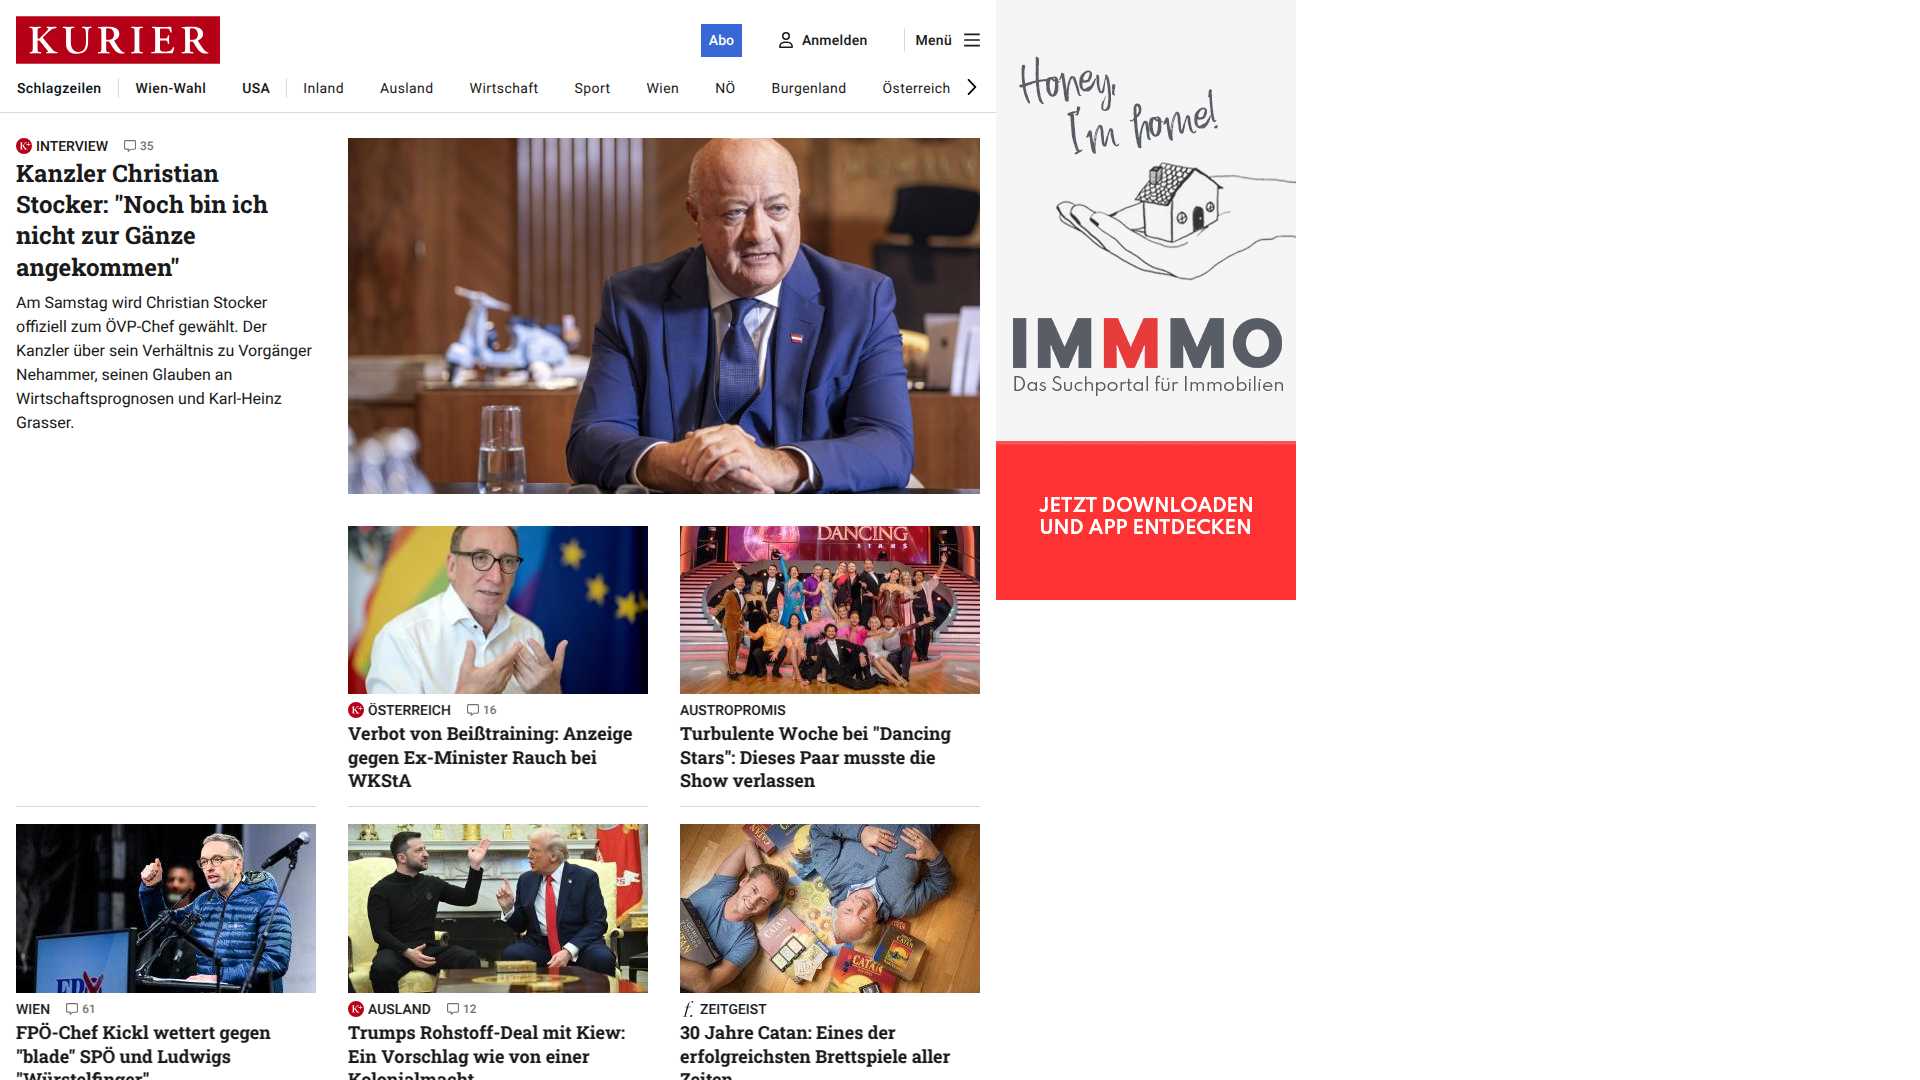 KURIER
Abo
Anmelden
Menü
Schlagzeilen
Wien-Wahl
USA
Inland
Ausland
Wirtschaft
Sport
Wien
NÖ
Burgenland
Österreich
INTERVIEW 35
Kanzler Christian
Stocker: "Noch bin ich
nicht zur Gänze
angekommen"
Am Samstag wird Christian Stocker
offiziell zum ÖVP-Chef gewählt. Der
Kanzler über sein Verhältnis zu Vorgänger
Nehammer, seinen Glauben an
Wirtschaftsprognosen und Karl-Heinz
Grasser.
DANCING
STARS
K+ ÖSTERREICH 16
Verbot von Beißtraining: Anzeige
gegen Ex-Minister Rauch bei
WKStA
AUSTROPROMIS
Turbulente Woche bei "Dancing
Stars": Dieses Paar musste die
Show verlassen
WIEN 61
FPÖ-Chef Kickl wettert gegen
"blade" SPÖ und Ludwigs
"Würstelfinger"
K+ AUSLAND 12
Trumps Rohstoff-Deal mit Kiew:
Ein Vorschlag wie von einer
Kolonialmacht
CATAN
CATAN
CATAN
f. ZEITGEIST
30 Jahre Catan: Eines der
erfolgreichsten Brettspiele aller
Zeiten
Honey,
I'm home!
IMMMO
Das Suchportal für Immobilien
JETZT DOWNLOADEN
UND APP ENTDECKEN